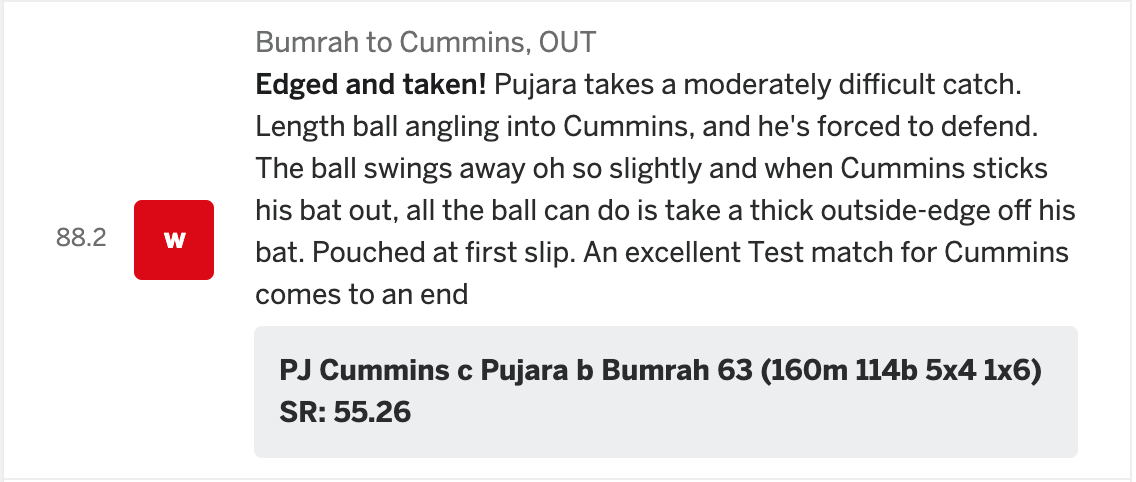 Bumrah to Cummins, OUT
Edged and taken! Pujara takes a moderately difficult catch.
Length ball angling into Cummins, and he's forced to defend.
The ball swings away oh so slightly and when Cummins sticks
his bat out, all the ball can do is take a thick outside-edge off his
bat. Pouched at first slip. An excellent Test match for Cummins
comes to an end
88.2
W
PJ Cummins c Pujara b Bumrah 63 (160m 114b 5x4 1x6)
SR: 55.26